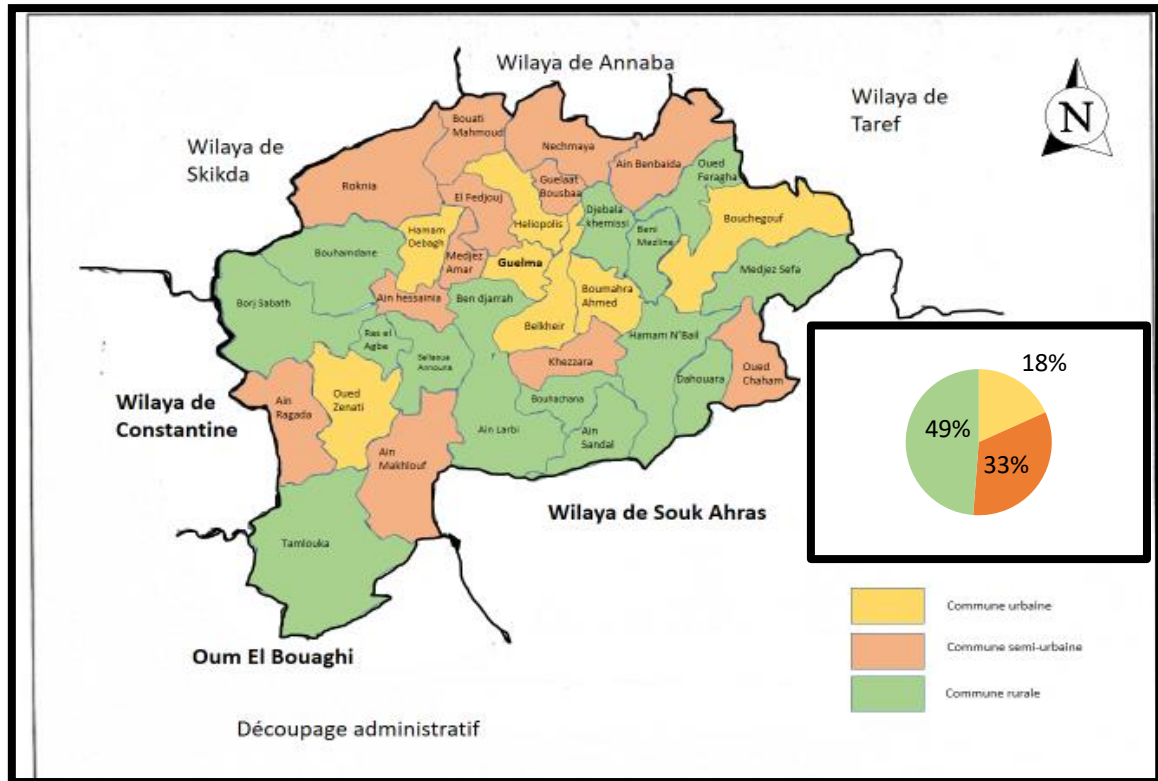 Wilaya de Annaba
Wilaya de
Taref
N
Wilaya de
Skikda
Bouati
Mahmoud
Nechmaya
Ain Benbaida
Oued
Feragha
Roknia
Guelaat
Bousbaa
El Fedjouj
Djebala
khemissi
Bouchegouf
Heliopolis
Hamam
Debagh
Beni
Mezline
Bouhamdane
Medjez
Amar
Guelma
Medjez Sefa
Borj Sabath
Ain hessainia
Ben djarrah
Boumahra
Ahmed
Belkheir
Hamam N'Bail
Ras el
Agbe
Sellaoua
Announa
Khezzara
Oued
Chaham
Dahouara
Wilaya de
Constantine
Ain
Ragada
Oued
Zenati
Bouhachana
Ain Larbi
Ain
Sandal
Ain
Makhlouf
18%
49%
33%
Wilaya de Souk Ahras
Tamlouka
Commune urbaine
Commune semi-urbaine
Commune rurale
Oum El Bouaghi
Découpage administratif